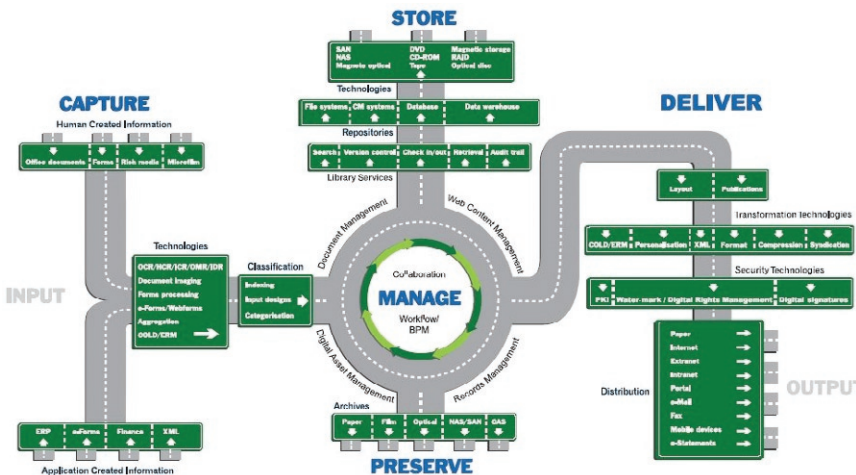 STORE
SAN DVD Magnetic storage
NAS CD-ROM RAID
Magneto optical Tape Optical disc
Technologies
File systems CM systems Database Data warehouse
Repositories
Search Version control Check in/out Retrieval Audit trail
Library Services
CAPTURE
Human Created Information
Office documents Forms Rich media Microfilm
INPUT
Technologies
OCR/HCR/ICR/OMR/IDR
Document imaging
Forms processing
e-Forms/Webforms
Aggregation
COLD/ERM
Classification
Indexing
Input designs
Categorisation
ERP e-Forms Finance XML
Application Created Information
Document Management
Web Content Management
Collaboration
MANAGE
Workflow/
BPM
Digital Asset Management
Records Management
Archives
Paper Film Optical NAS/SAN CAS
PRESERVE
DELIVER
Layout Publications
Transformation Technologies
COLD/ERM Personalisation XML Format Compression Syndication
Security Technologies
PKI Water-mark / Digital Rights Management Digital signatures
Distribution
Paper
Internet
Extranet
Intranet
Portal
e-Mail
Fax
Mobile devices
e-Statements
OUTPUT